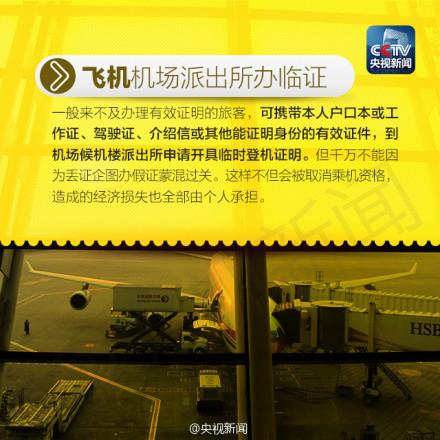 CCTV
央视新闻
飞机机场派出所办临证
一般来不及办理有效证明的旅客，可携带本人户口本或工
作证、驾驶证、介绍信或其他能证明身份的有效证件，到
机场候机楼派出所申请开具临时登机证明。但千万不能因
为丢证企图办假证蒙混过关。这样不但会被取消乘机资格，
造成的经济损失也全部由个人承担。
新闻
HSB
@央视新闻